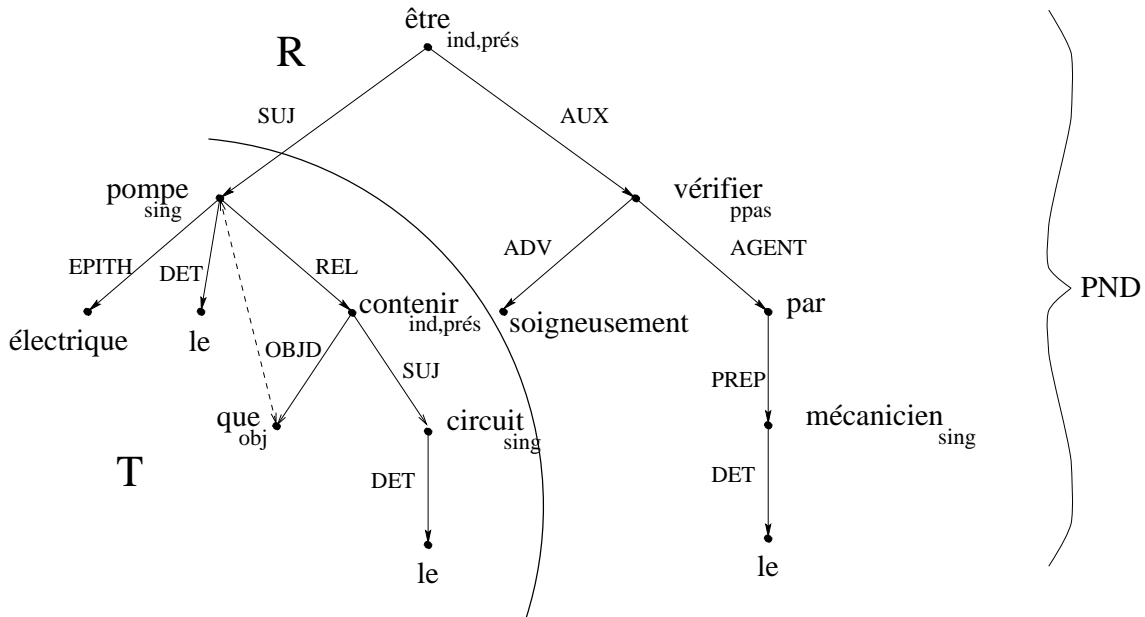 être
ind,prés
R
SUJ
AUX
pompe
sing
vérifier
ppas
EPITH
DET
REL
ADV
AGENT
PND
électrique
le
contenir
ind,prés
soigneusement
par
OBJD
SUJ
PREP
que
obj
circuit
sing
mécanicien
sing
T
DET
DET
le
le